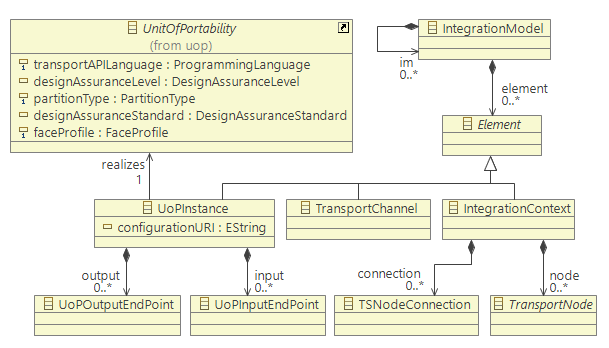 UnitOfPortability
(from uop)
transportAPILanguage : ProgrammingLanguage
designAssuranceLevel : DesignAssuranceLevel
partitionType : PartitionType
designAssuranceStandard : DesignAssuranceStandard
faceProfile : FaceProfile
IntegrationModel
im
0..*
element
0..*
Element
realizes
1
UoPInstance
configurationURI : EString
TransportChannel
IntegrationContext
output
0..*
input
0..*
connection
0..*
node
0..*
UoPOutputEndPoint
UoPInputEndPoint
TSNodeConnection
TransportNode